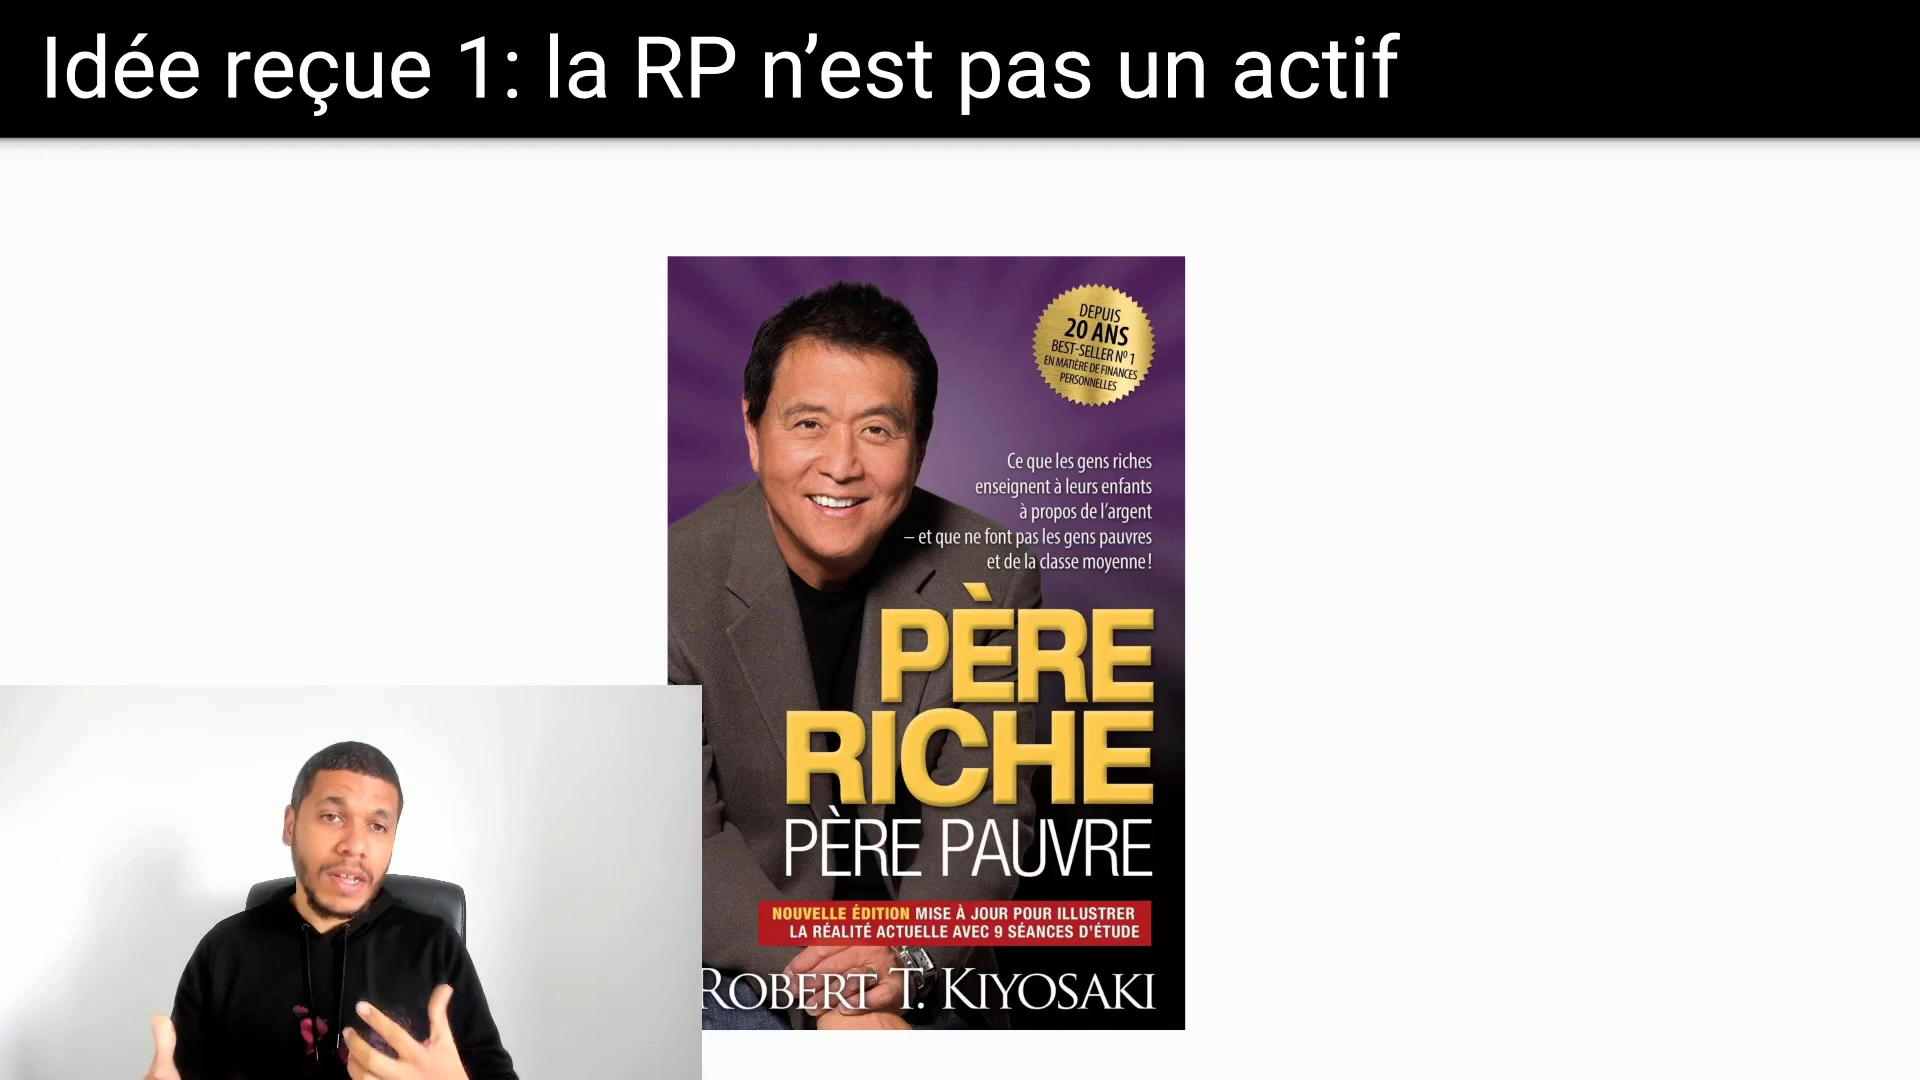 Idée reçue 1: la RP n’est pas un actif
DEPUIS
20 ANS
BEST-SELLER Nº 1
EN MATIÈRE DE FINANCES
PERSONNELLES
Ce que les gens riches
enseignent à leurs enfants
à propos de l’argent
– et que ne font pas les gens pauvres
et de la classe moyenne!
PÈRE
RICHE
PÈRE PAUVRE
NOUVELLE ÉDITION MISE À JOUR POUR ILLUSTRER
LA RÉALITÉ ACTUELLE AVEC 9 SÉANCES D’ÉTUDE
ROBERT T. KIYOSAKI